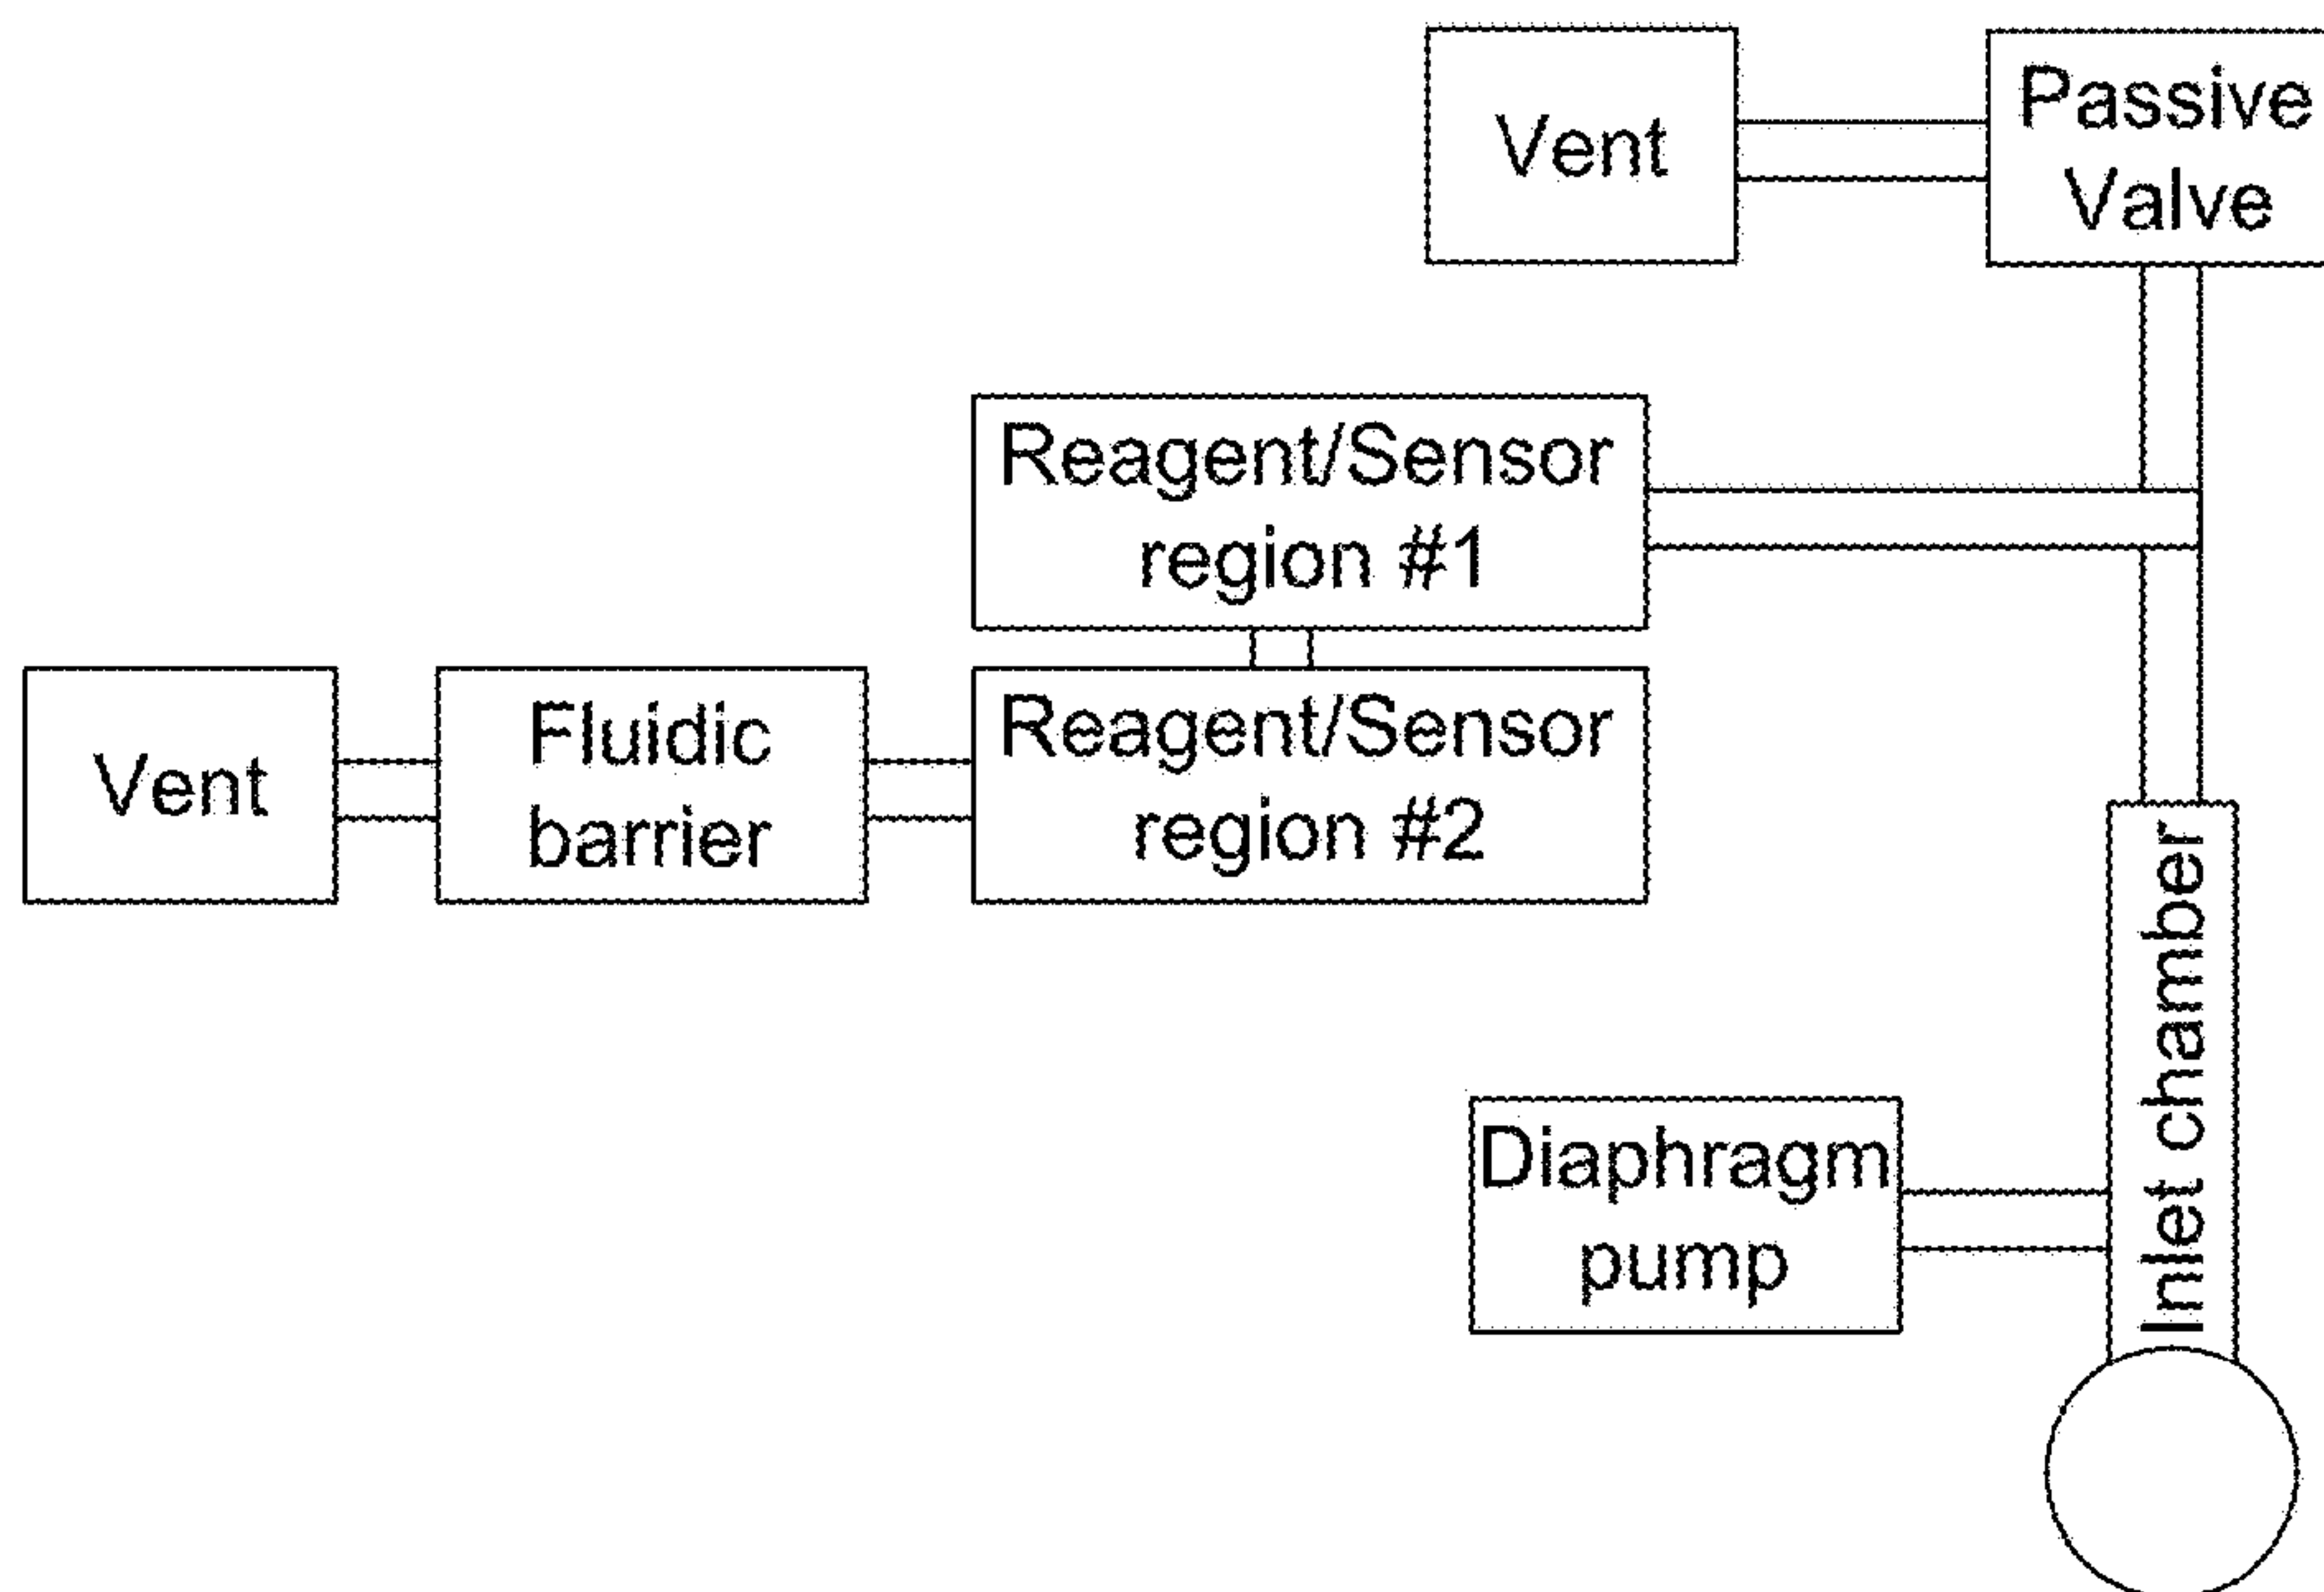 Vent
Passive
Valve
Reagent/Sensor
region #1
Vent
Fluidic
barrier
Reagent/Sensor
region #2
Diaphragm
pump
Inlet chamber